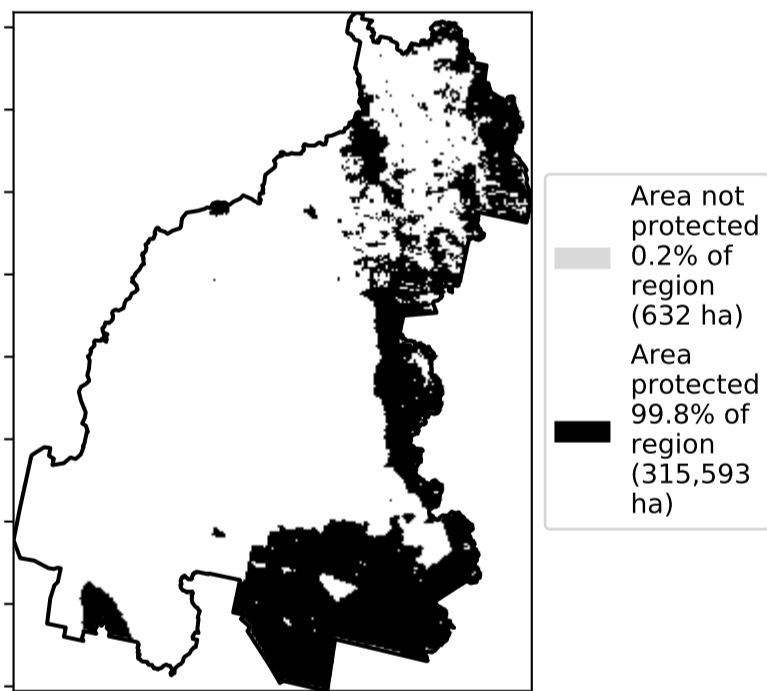 Area not
protected
0.2% of
region
(632 ha)
Area
protected
99.8% of
region
(315,593
ha)